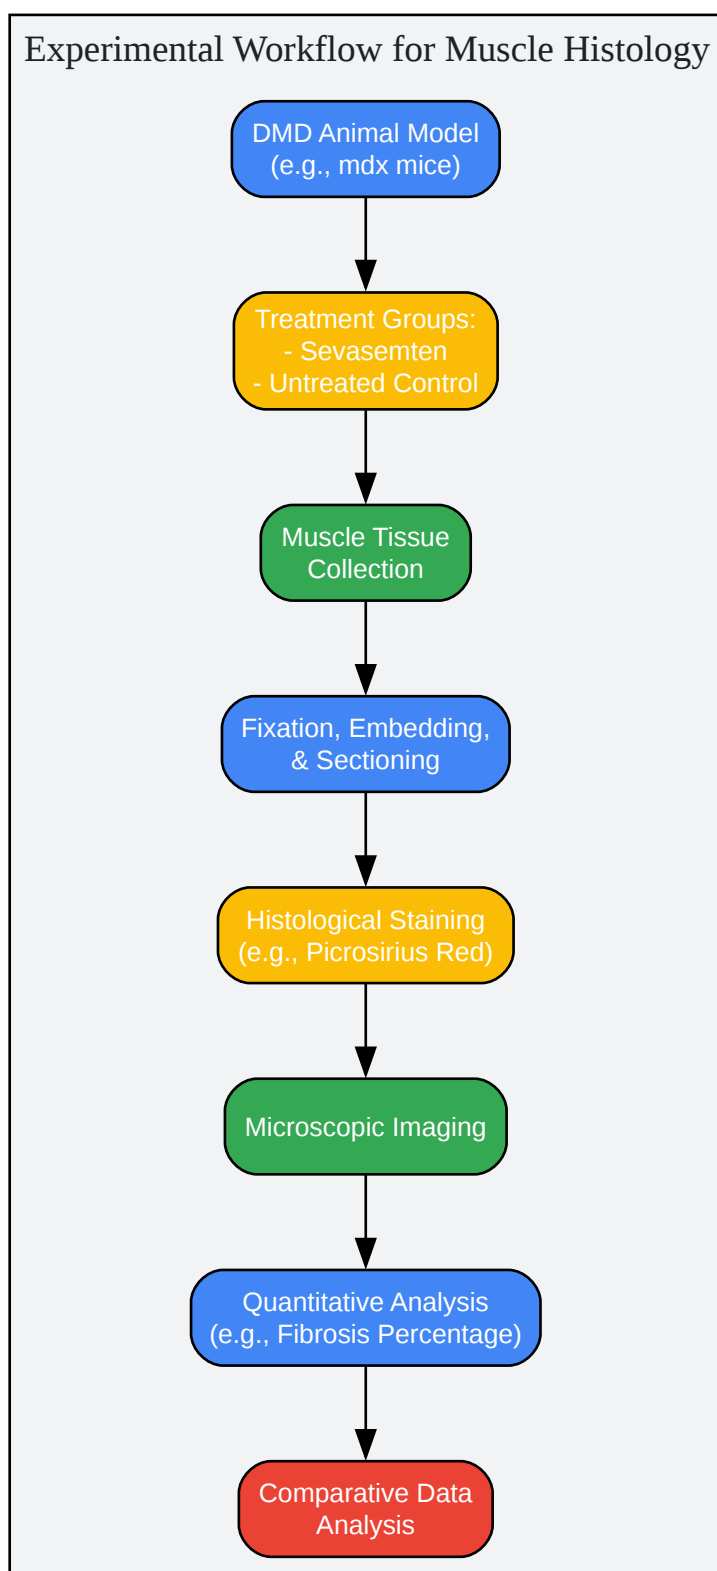 Experimental Workflow for Muscle Histology
DMD Animal Model
(e.g., mdx mice)
Treatment Groups:
- Sevasemten
- Untreated Control
Muscle Tissue
Collection
Fixation, Embedding,
& Sectioning
Histological Staining
(e.g., Picrosirius Red)
Microscopic Imaging
Quantitative Analysis
(e.g., Fibrosis Percentage)
Comparative Data
Analysis